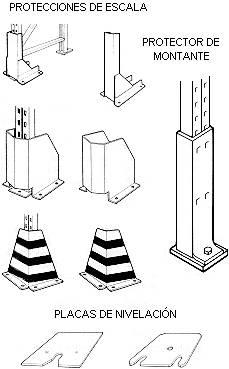 PROTECCIONES DE ESCALA
PROTECTOR DE
MONTANTE
PLACAS DE NIVELACIÓN